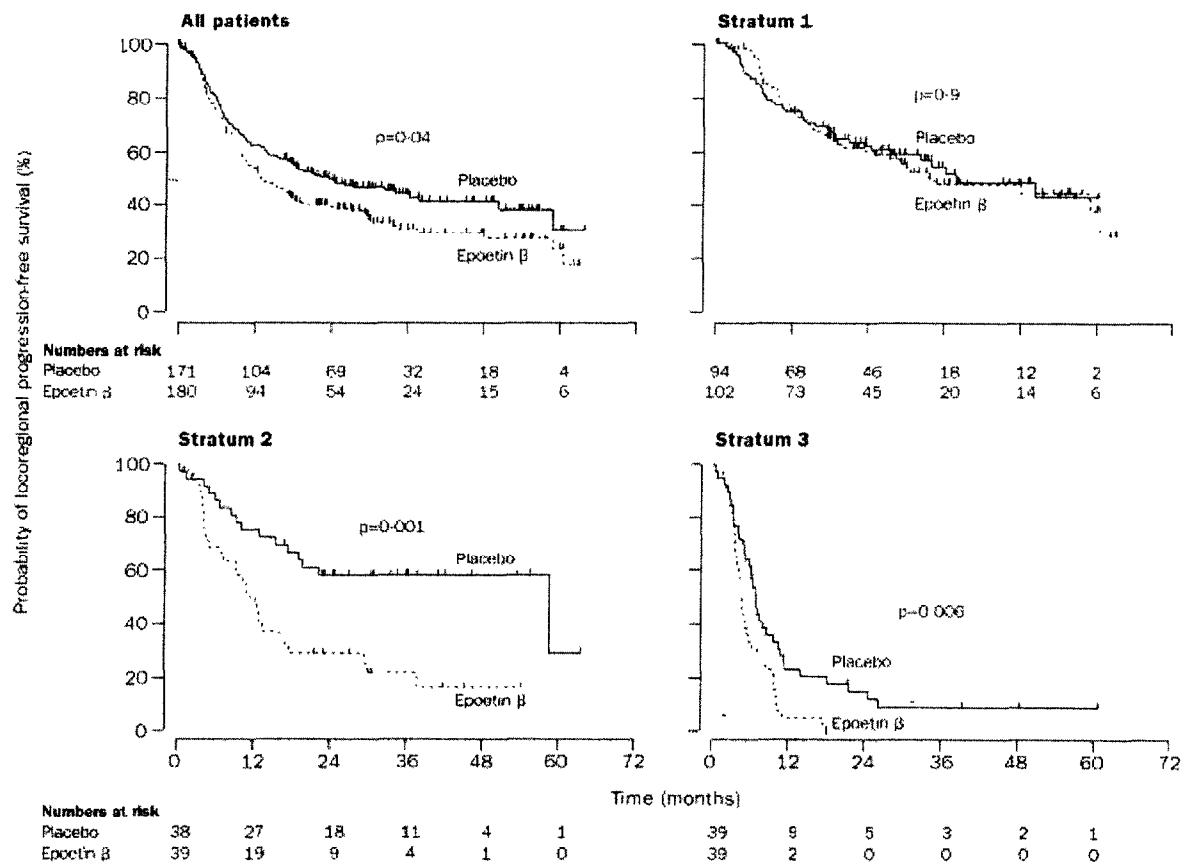 Probability of locoregional progression-free survival (%)
All patients
100
80
60
40
20
0
p=0·04
Placebo
Epoetin β
Numbers at risk
Placebo 171 104 69 32 18 4
Epoetin β 180 94 54 24 15 6
Stratum 1
p=0·9
Placebo
Epoetin β
94 68 46 18 12 2
102 73 45 20 14 6
Stratum 2
100
80
60
40
20
0
p=0·001
Placebo
Epoetin β
0 12 24 36 48 60 72
Numbers at risk
Placebo 38 27 18 11 4 1
Epoetin β 39 19 9 4 1 0
Stratum 3
p=0 006
Placebo
Epoetin β
0 12 24 36 48 60 72
Time (months)
39 9 5 3 2 1
39 2 0 0 0 0